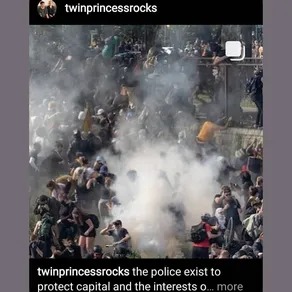 twinprincessrocks
twinprincessrocks the police exist to
protect capital and the interests o... more